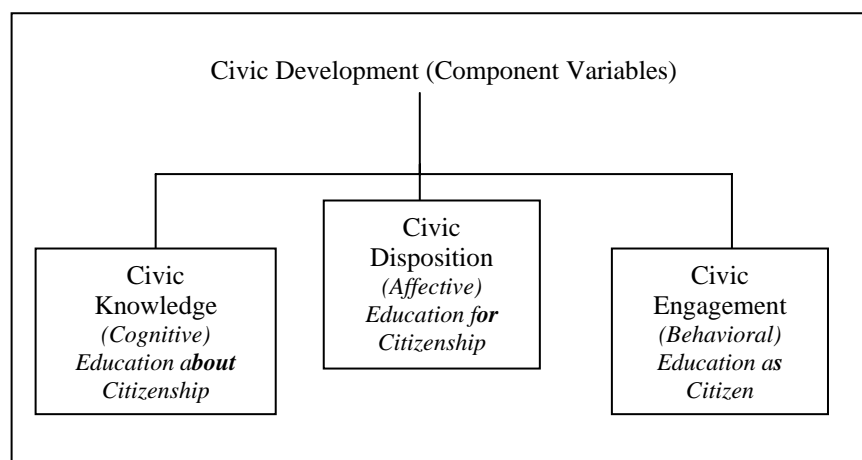 Civic Development (Component Variables)
Civic
Knowledge
(Cognitive)
Education about
Citizenship
Civic
Disposition
(Affective)
Education for
Citizenship
Civic
Engagement
(Behavioral)
Education as
Citizen